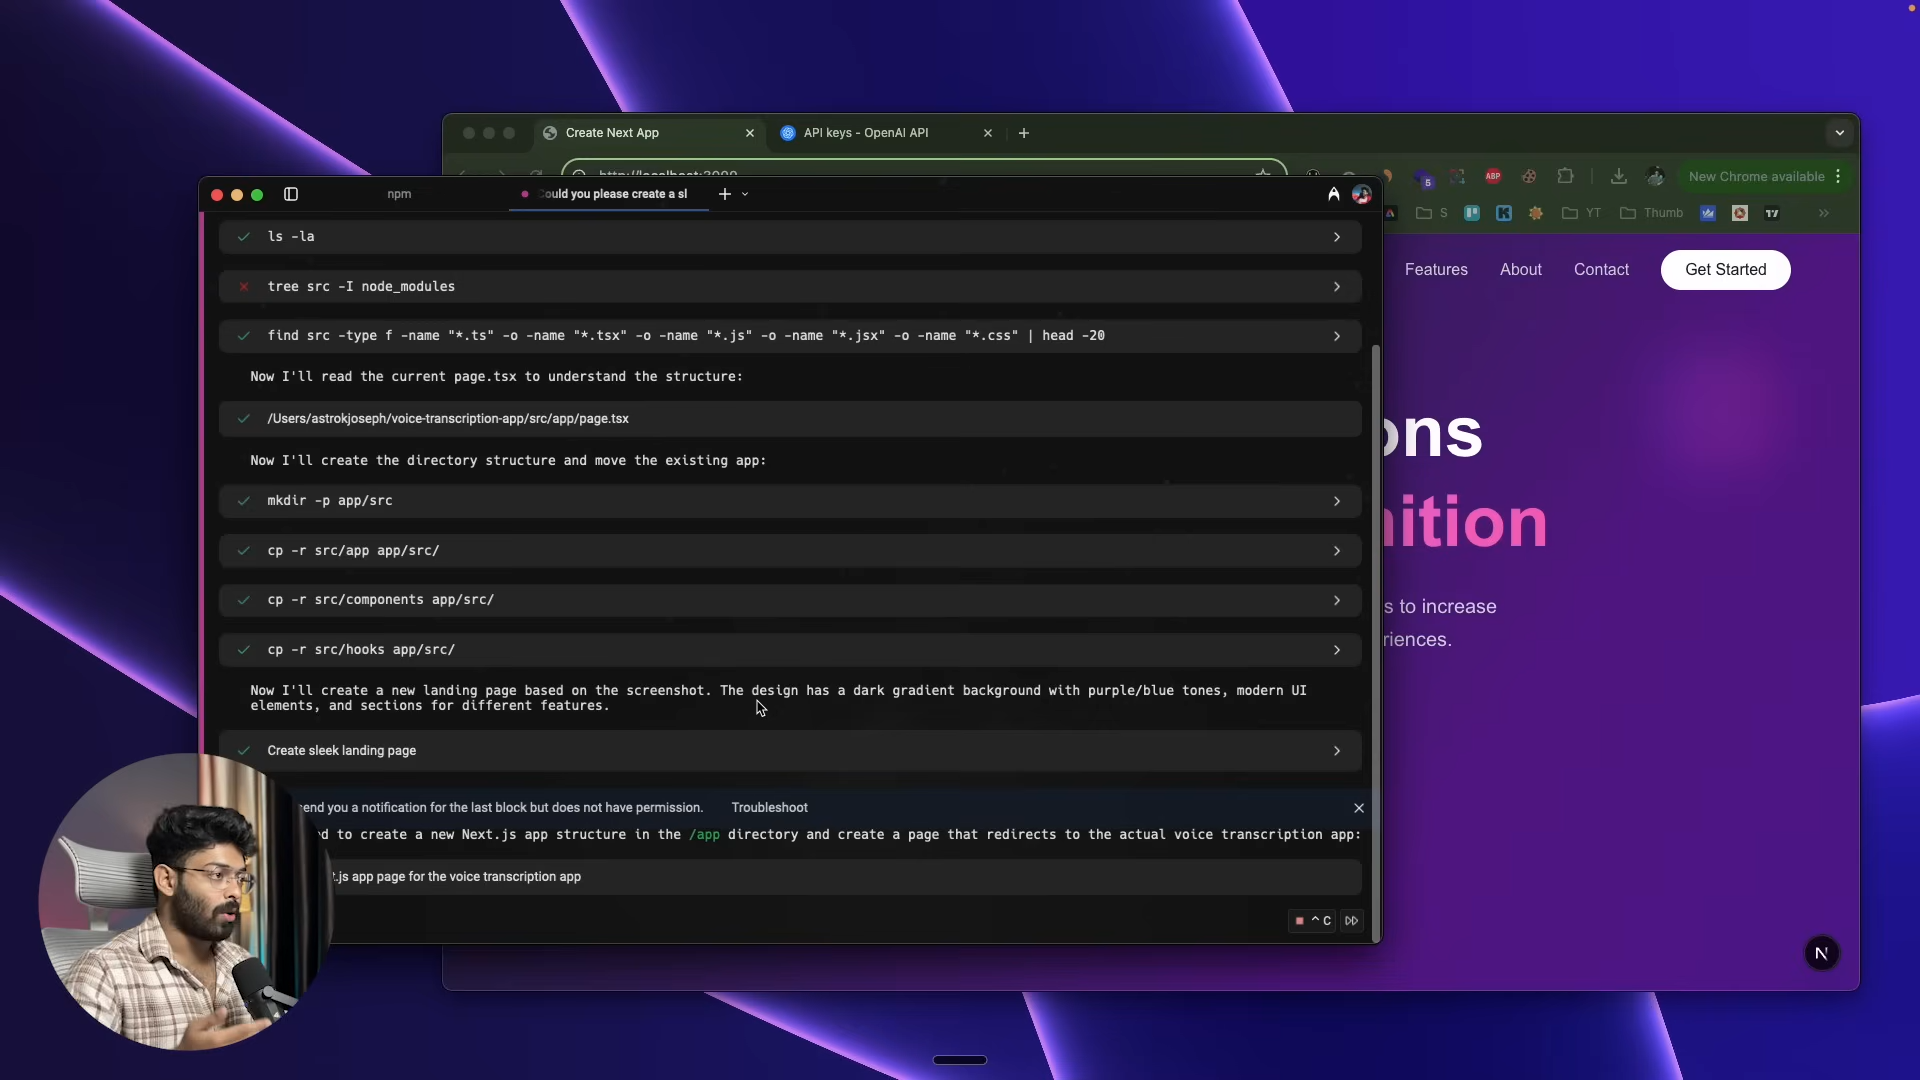 Create Next App
API keys - OpenAI API
5
ABP
New Chrome available
npm
ould you please create a sl
S
YT
Thumb
ls -la
tree src -I node_modules
find src -type f -name "*.ts" -o -name "*.tsx" -o -name "*.js" -o -name "*.jsx" -o -name "*.css" | head -20
Now I'll read the current page.tsx to understand the structure:
/Users/astrokjoseph/voice-transcription-app/src/app/page.tsx
Now I'll create the directory structure and move the existing app:
mkdir -p app/src
cp -r src/app app/src/
cp -r src/components app/src/
cp -r src/hooks app/src/
Now I'll create a new landing page based on the screenshot. The design has a dark gradient background with purple/blue tones, modern UI
elements, and sections for different features.
Create sleek landing page
end you a notification for the last block but does not have permission. Troubleshoot
d to create a new Next.js app structure in the /app directory and create a page that redirects to the actual voice transcription app:
.js app page for the voice transcription app
^ C
Features
About
Contact
Get Started
ons
nition
s to increase
riences.
N